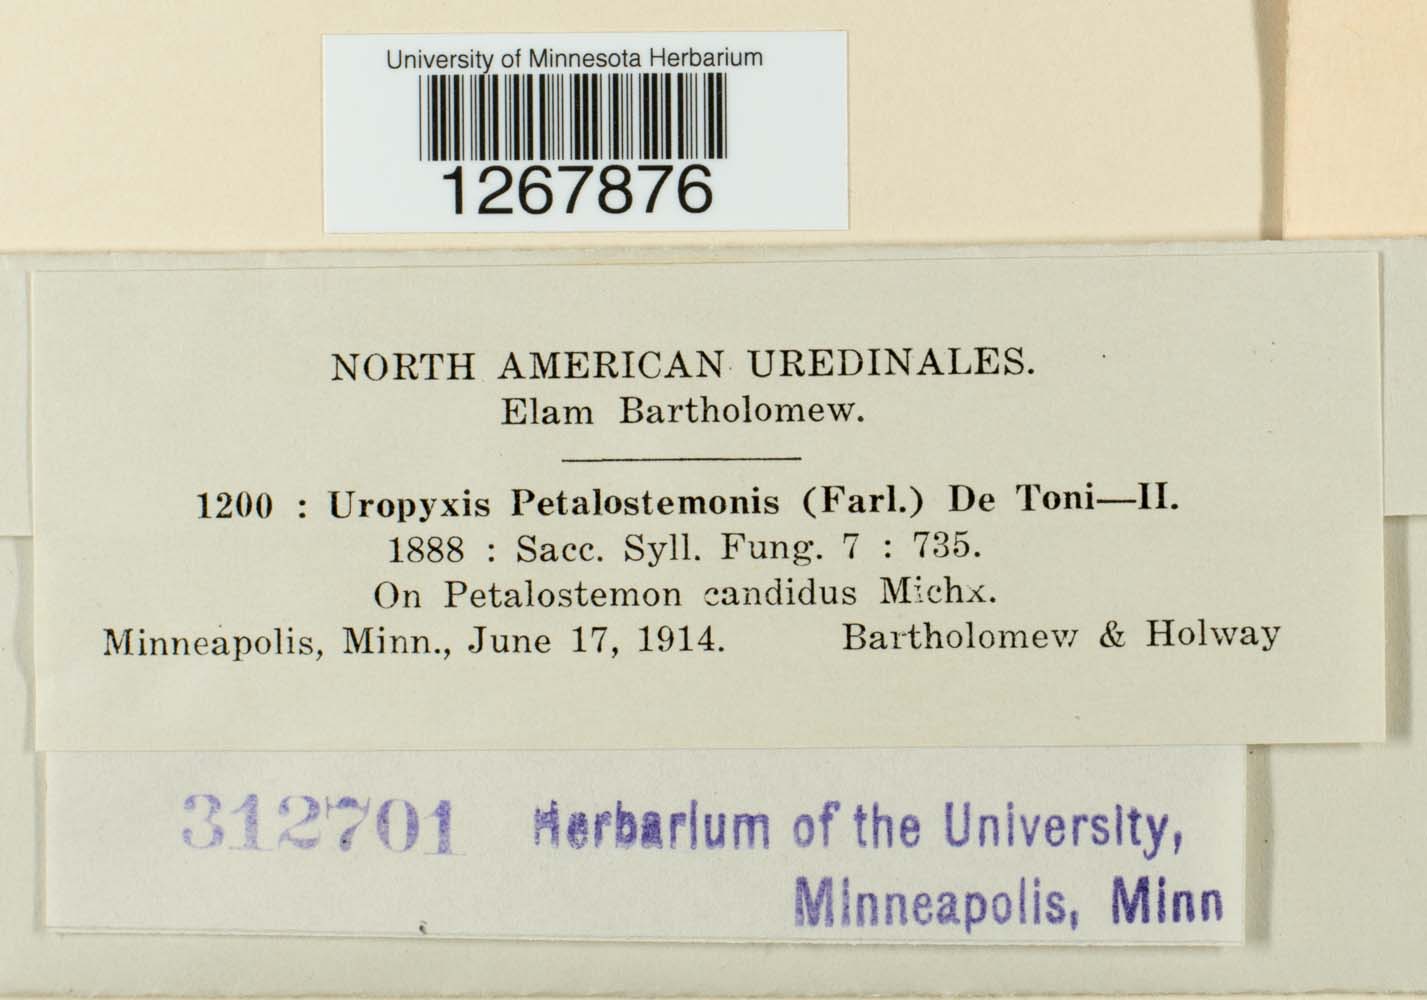 University of Minnesota Herbarium
1267876
NORTH AMERICAN UREDINALES.
Elam Bartholomew.
1200 : Uropyxis Petalostemonis (Farl.) De Toni—II.
1888 : Sacc. Syll. Fung. 7 : 735.
On Petalostemon candidus Michx.
Minneapolis, Minn., June 17, 1914. Bartholomew & Holway
312701 Herbarium of the University,
Minneapolis, Minn